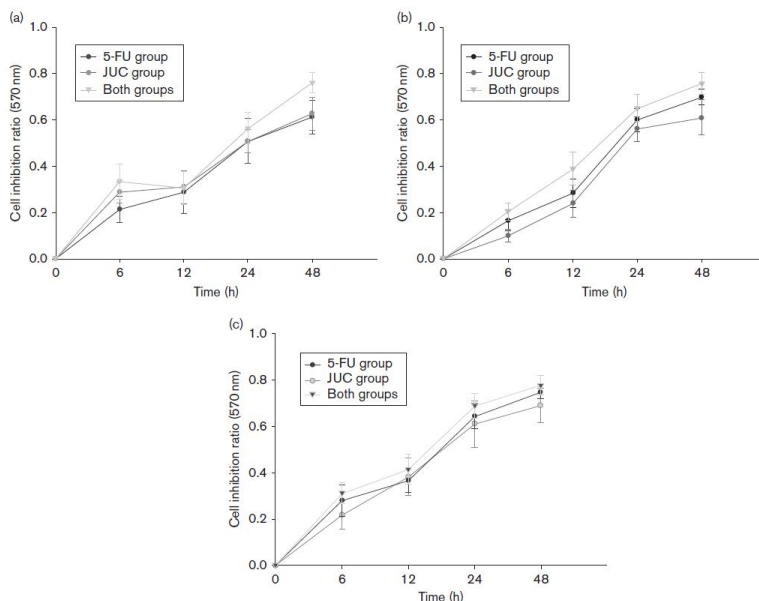 (a)
1.0
0.8
0.6
0.4
0.2
0.0
Cell inhibition ratio (570 nm)
5-FU group
JUC group
Both groups
0 6 12 24 48
Time (h)
(b)
1.0
0.8
0.6
0.4
0.2
0.0
Cell inhibition ratio (570 nm)
5-FU group
JUC group
Both groups
0 6 12 24 48
Time (h)
(c)
1.0
0.8
0.6
0.4
0.2
0.0
Cell inhibition ratio (570 nm)
5-FU group
JUC group
Both groups
0 6 12 24 48
Time (h)